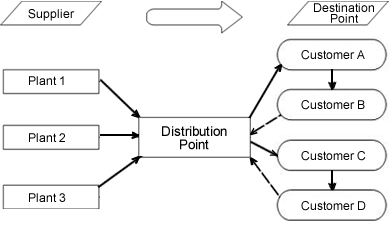 Supplier
Destination
Point
Plant 1
Plant 2
Plant 3
Distribution
Point
Customer A
Customer B
Customer C
Customer D